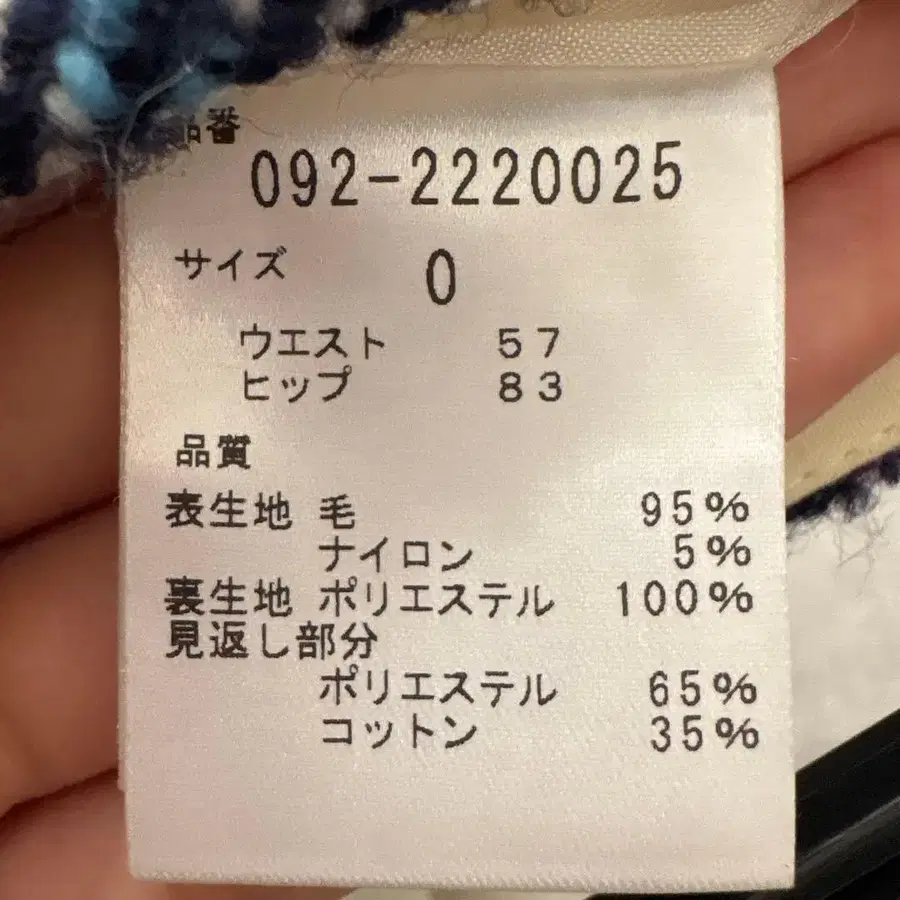 品番
092-2220025
サイズ 0
ウエスト 57
ヒップ 83
品質
表生地 毛 95%
ナイロン 5%
裏生地 ポリエステル 100%
見返し部分
ポリエステル 65%
コットン 35%